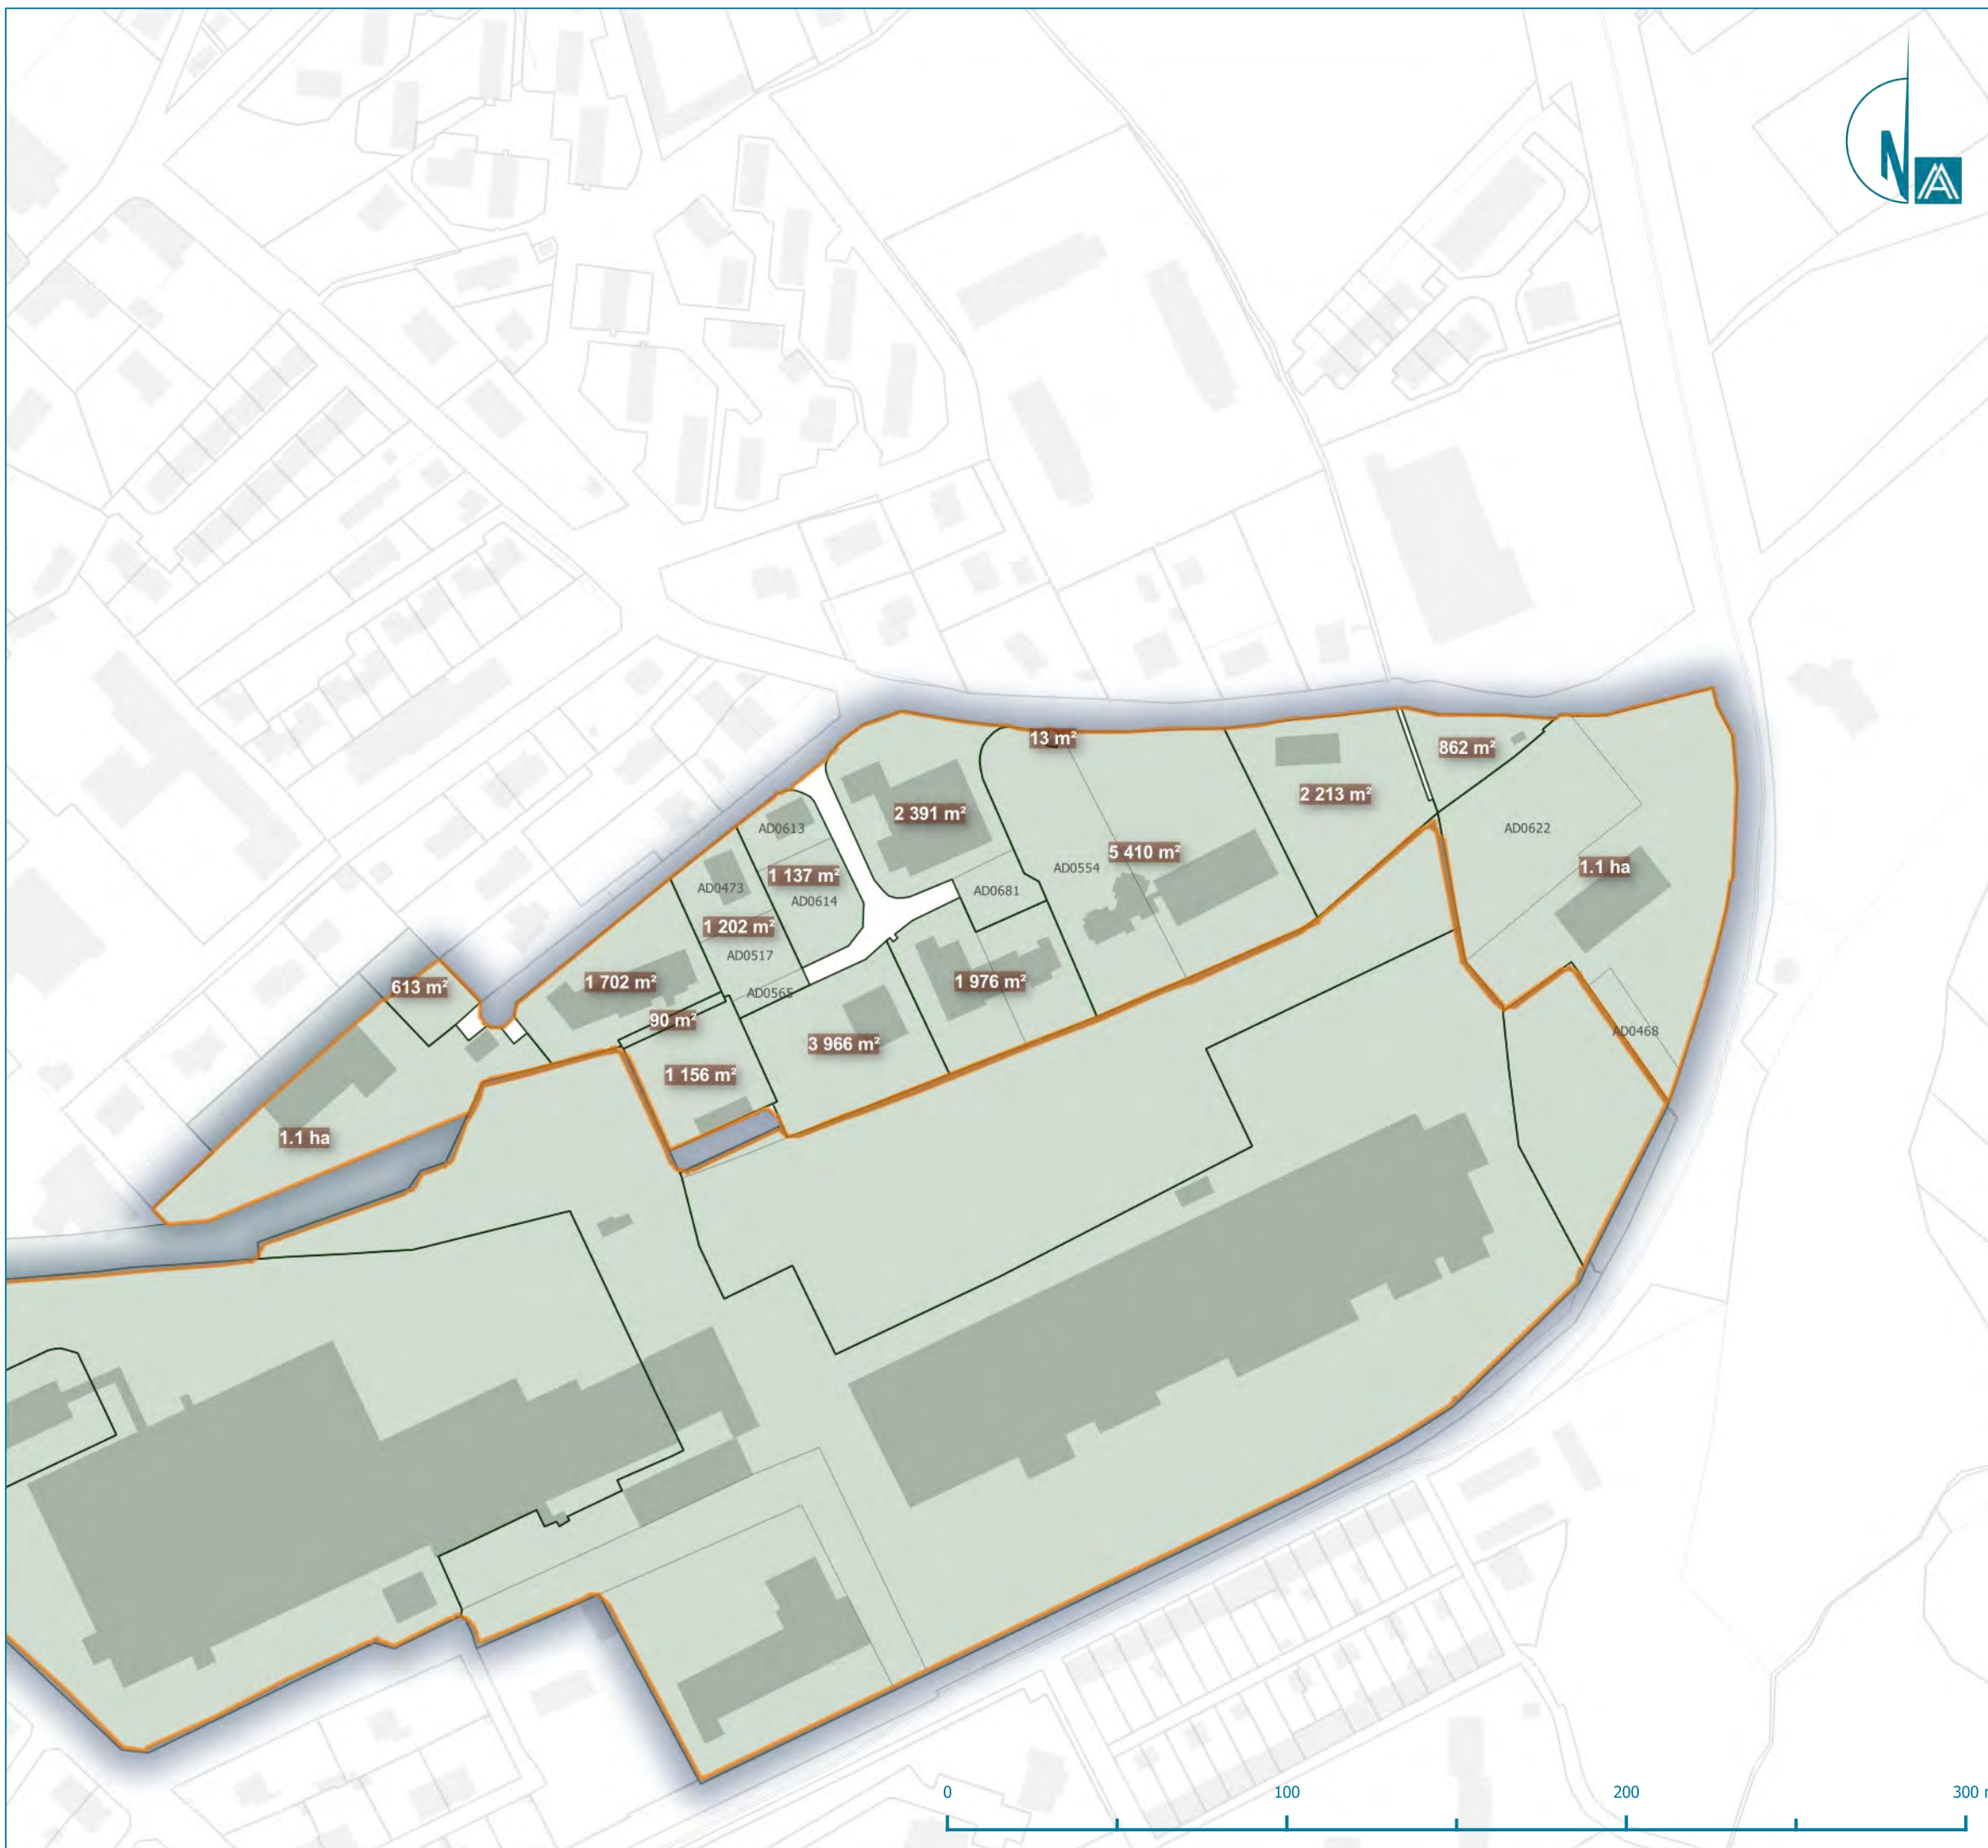 N
13 m²
862 m²
2 213 m²
2 391 m²
AD0613
AD0622
5 410 m²
AD0554
1.1 ha
1 137 m²
AD0473
AD0681
AD0614
1 202 m²
AD0517
1 702 m²
1 976 m²
613 m²
AD0565
90 m²
AD0468
3 966 m²
1 156 m²
1.1 ha
0
100
200
300